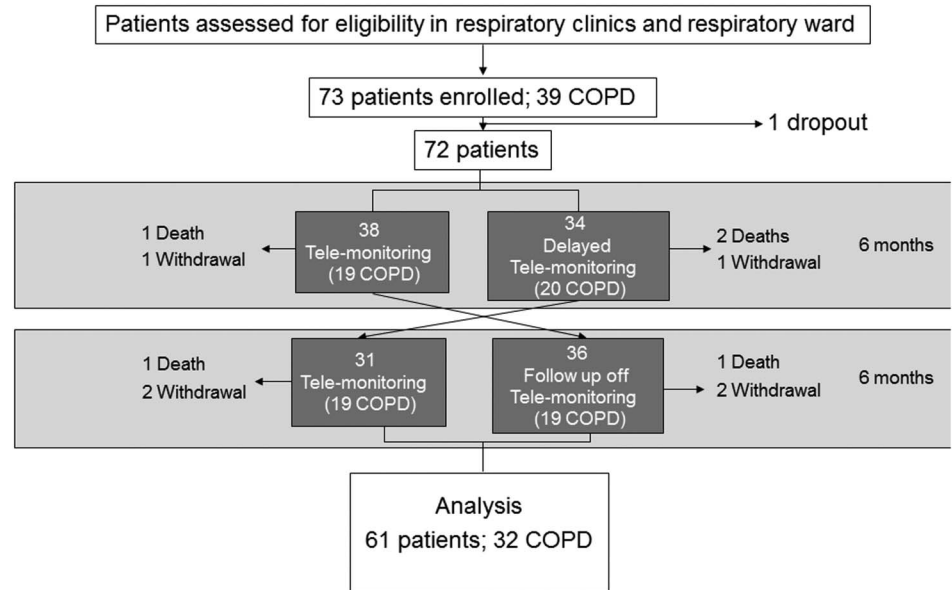 Patients assessed for eligibility in respiratory clinics and respiratory ward
73 patients enrolled; 39 COPD
1 dropout
72 patients
1 Death
1 Withdrawal
38
Tele-monitoring
(19 COPD)
34
Delayed
Tele-monitoring
(20 COPD)
2 Deaths
1 Withdrawal
6 months
1 Death
2 Withdrawal
31
Tele-monitoring
(19 COPD)
36
Follow up off
Tele-monitoring
(19 COPD)
1 Death
2 Withdrawal
6 months
Analysis
61 patients; 32 COPD